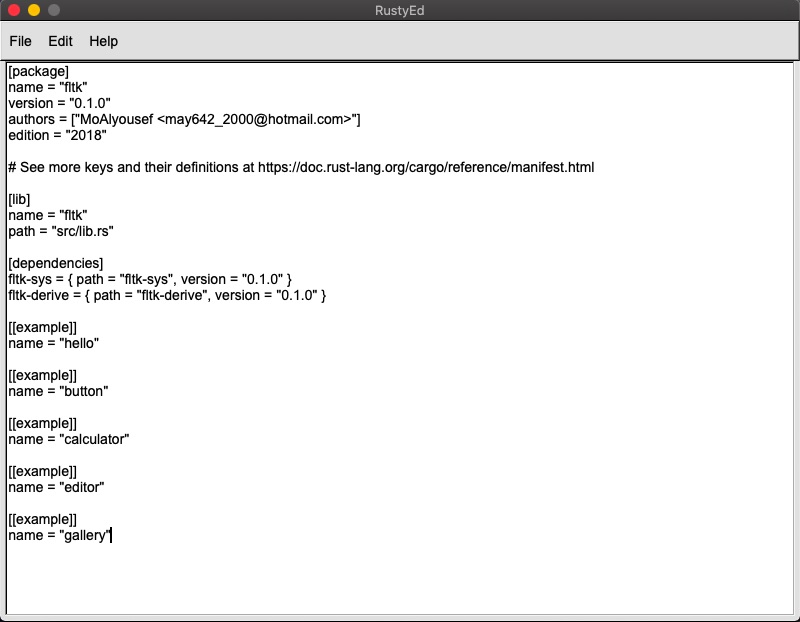 RustyEd
File Edit Help
[package]
name = "fltk"
version = "0.1.0"
authors = ["MoAlyousef <may642_2000@hotmail.com>"]
edition = "2018"
# See more keys and their definitions at https://doc.rust-lang.org/cargo/reference/manifest.html
[lib]
name = "fltk"
path = "src/lib.rs"
[dependencies]
fltk-sys = { path = "fltk-sys", version = "0.1.0" }
fltk-derive = { path = "fltk-derive", version = "0.1.0" }
[[example]]
name = "hello"
[[example]]
name = "button"
[[example]]
name = "calculator"
[[example]]
name = "editor"
[[example]]
name = "gallery"